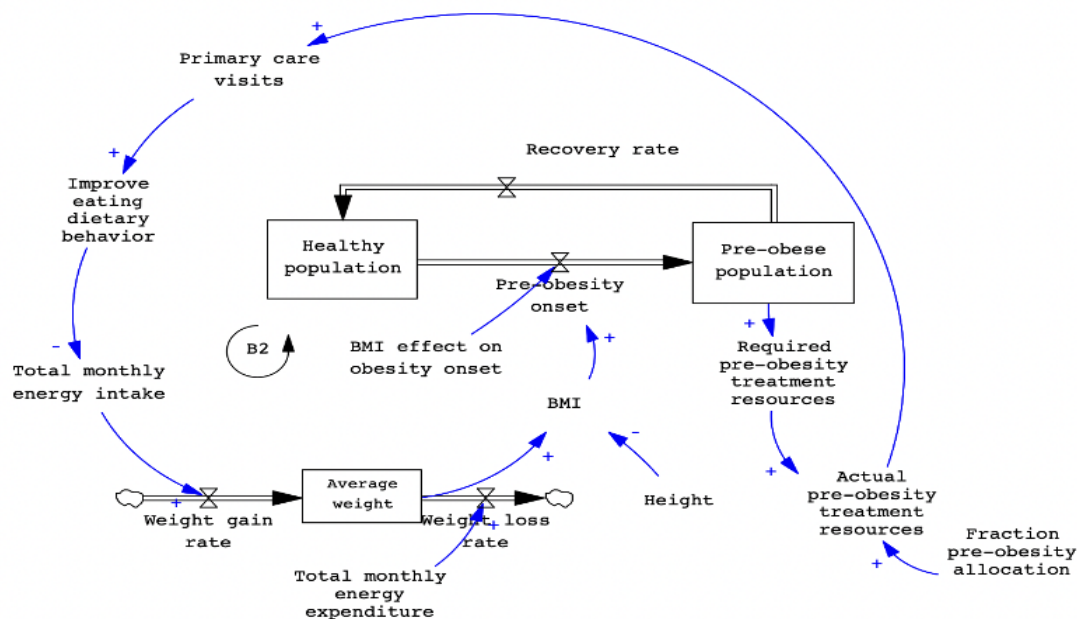 +
Primary care
visits
+
Improve
eating
dietary
behavior
-
Total monthly
energy intake
Recovery rate
Healthy
population
Pre-obese
population
Pre-obesity
onset
B2
BMI effect on
obesity onset
+
BMI
+
Required
pre-obesity
treatment
resources
+
-
Height
+
Average
weight
+
Weight gain
rate
+
Weight loss
rate
Total monthly
energy
expenditure
Actual
pre-obesity
treatment
resources
+
Fraction
pre-obesity
allocation